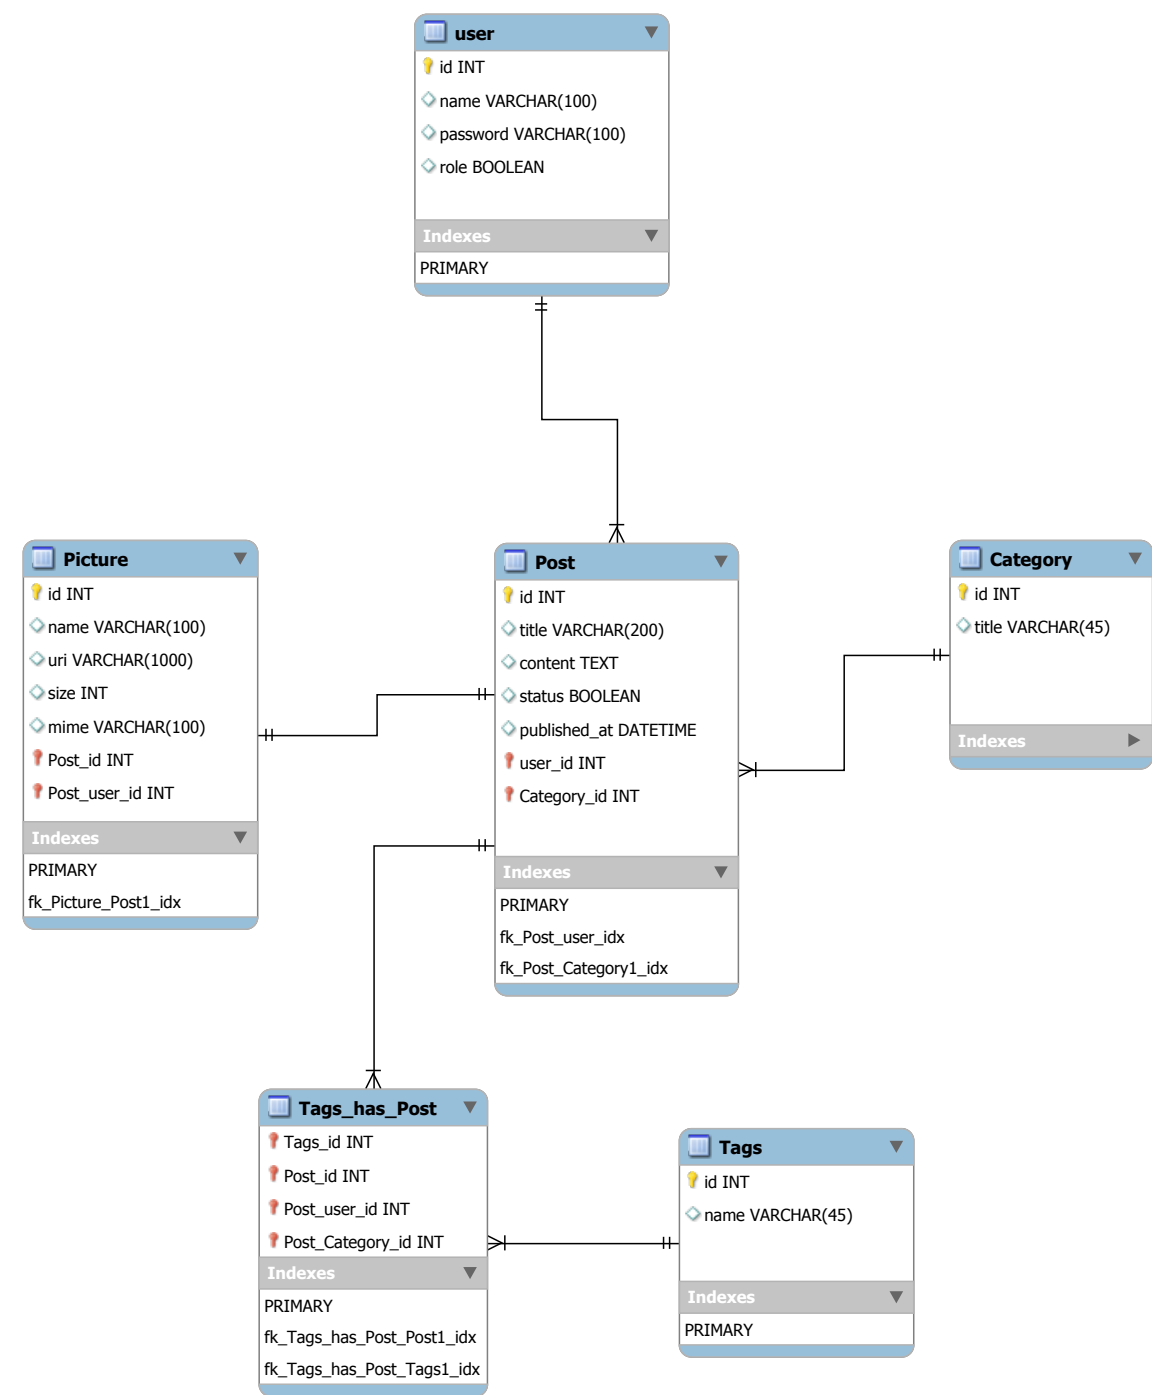 user
id INT
name VARCHAR(100)
password VARCHAR(100)
role BOOLEAN
Indexes
PRIMARY
Picture
id INT
name VARCHAR(100)
uri VARCHAR(1000)
size INT
mime VARCHAR(100)
Post_id INT
Post_user_id INT
Indexes
PRIMARY
fk_Picture_Post1_idx
Post
id INT
title VARCHAR(200)
content TEXT
status BOOLEAN
published_at DATETIME
user_id INT
Category_id INT
Indexes
PRIMARY
fk_Post_user_idx
fk_Post_Category1_idx
Category
id INT
title VARCHAR(45)
Indexes
Tags_has_Post
Tags_id INT
Post_id INT
Post_user_id INT
Post_Category_id INT
Indexes
PRIMARY
fk_Tags_has_Post_Post1_idx
fk_Tags_has_Post_Tags1_idx
Tags
id INT
name VARCHAR(45)
Indexes
PRIMARY